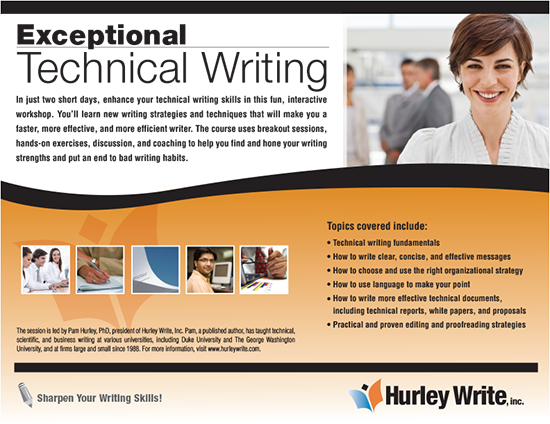 Exceptional
Technical Writing
In just two short days, enhance your technical writing skills in this fun, interactive
workshop. You'll learn new writing strategies and techniques that will make you a
faster, more effective, and more efficient writer. The course uses breakout sessions,
hands-on exercises, discussion, and coaching to help you find and hone your writing
strengths and put an end to bad writing habits.
Topics covered include:
• Technical writing fundamentals
• How to write clear, concise, and effective messages
• How to choose and use the right organizational strategy
• How to use language to make your point
• How to write more effective technical documents,
including technical reports, white papers, and proposals
• Practical and proven editing and proofreading strategies
The session is led by Pam Hurley, PhD, president of Hurley Write, Inc. Pam, a published author, has taught technical,
scientific, and business writing at various universities, including Duke University and The George Washington
University, and at firms large and small since 1988. For more information, visit www.hurleywrite.com.
Sharpen Your Writing Skills!
Hurley Write, inc.